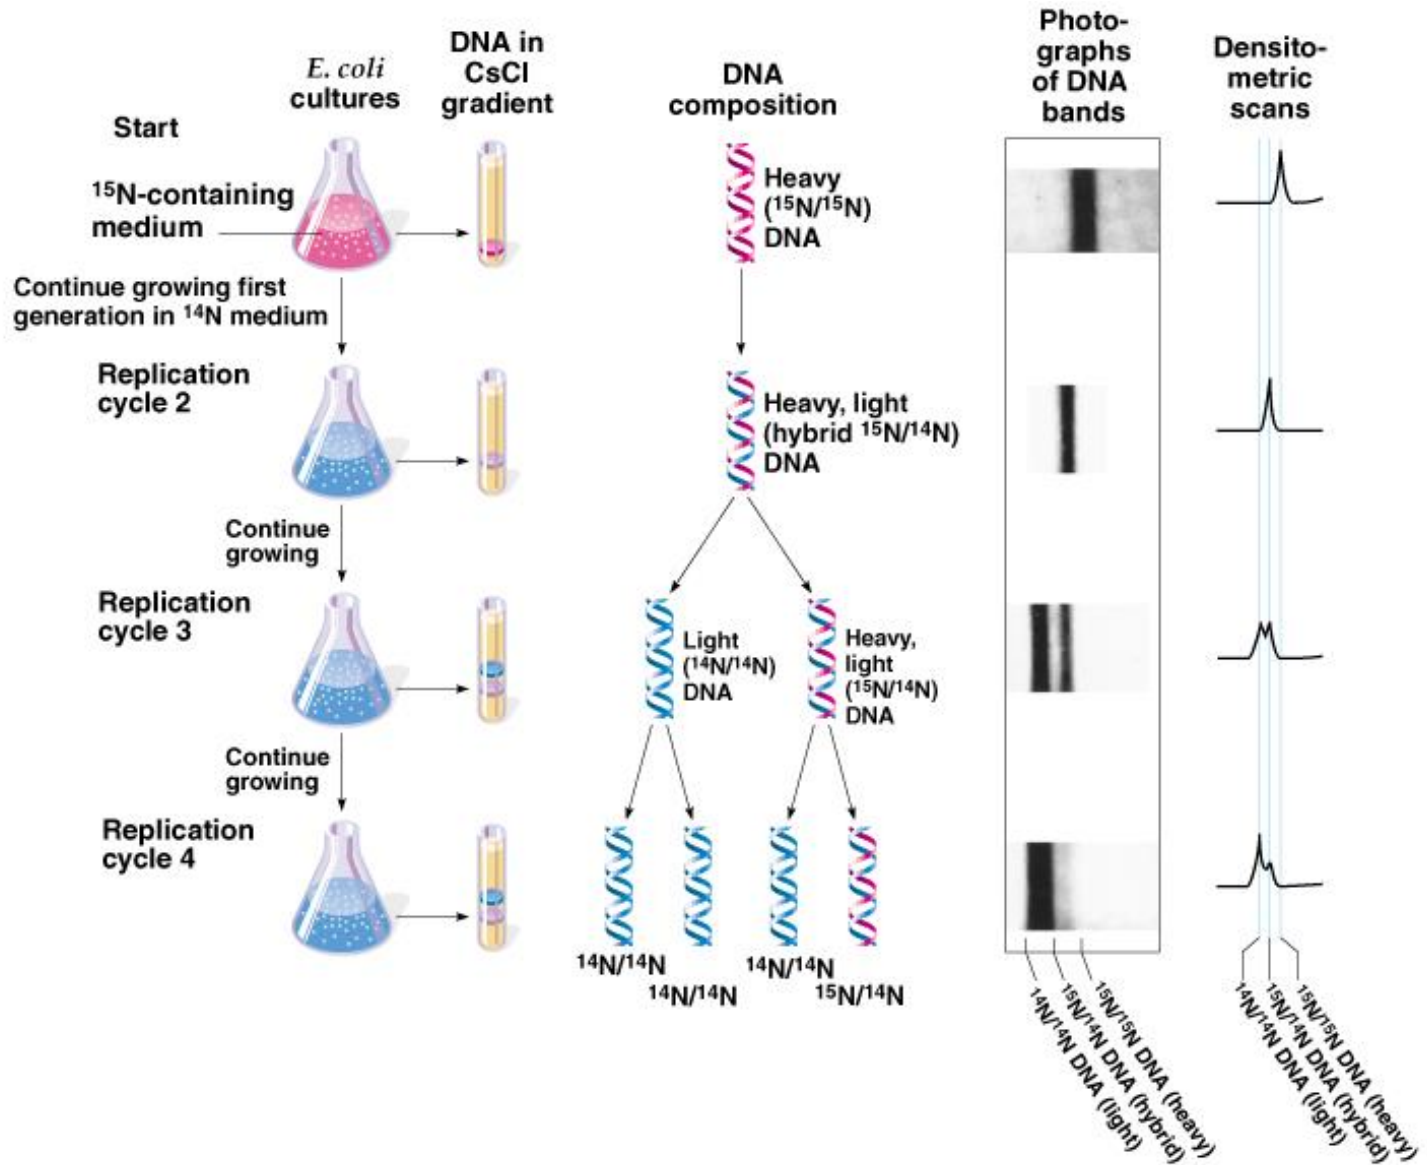 E. coli
cultures
DNA in
CsCl
gradient
DNA
composition
Photo-
graphs
of DNA
bands
Densito-
metric
scans
Start
¹⁵N-containing
medium
Heavy
(¹⁵N/¹⁵N)
DNA
Continue growing first
generation in ¹⁴N medium
Replication
cycle 2
Heavy, light
(hybrid ¹⁵N/¹⁴N)
DNA
Continue
growing
Replication
cycle 3
Light
(¹⁴N/¹⁴N)
DNA
Heavy,
light
(¹⁵N/¹⁴N)
DNA
Continue
growing
Replication
cycle 4
¹⁴N/¹⁴N
¹⁴N/¹⁴N
¹⁴N/¹⁴N
¹⁵N/¹⁴N
¹⁴N/¹⁴N DNA (light)
¹⁵N/¹⁴N DNA (hybrid)
¹⁵N/¹⁵N DNA (heavy)
¹⁴N/¹⁴N DNA (light)
¹⁵N/¹⁴N DNA (hybrid)
¹⁵N/¹⁵N DNA (heavy)